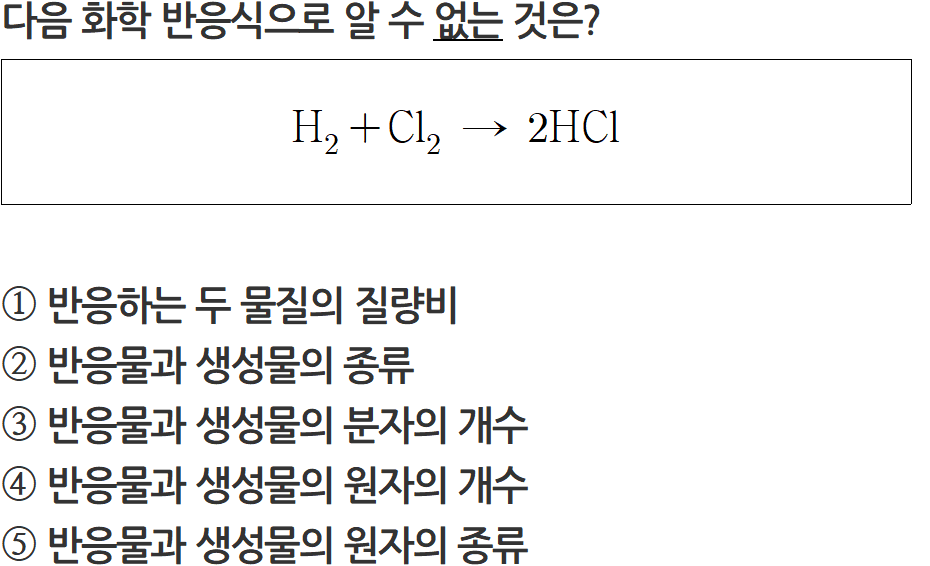 다음 화학 반응식으로 알 수 없는 것은?
H₂ + Cl₂ → 2HCl
① 반응하는 두 물질의 질량비
② 반응물과 생성물의 종류
③ 반응물과 생성물의 분자의 개수
④ 반응물과 생성물의 원자의 개수
⑤ 반응물과 생성물의 원자의 종류